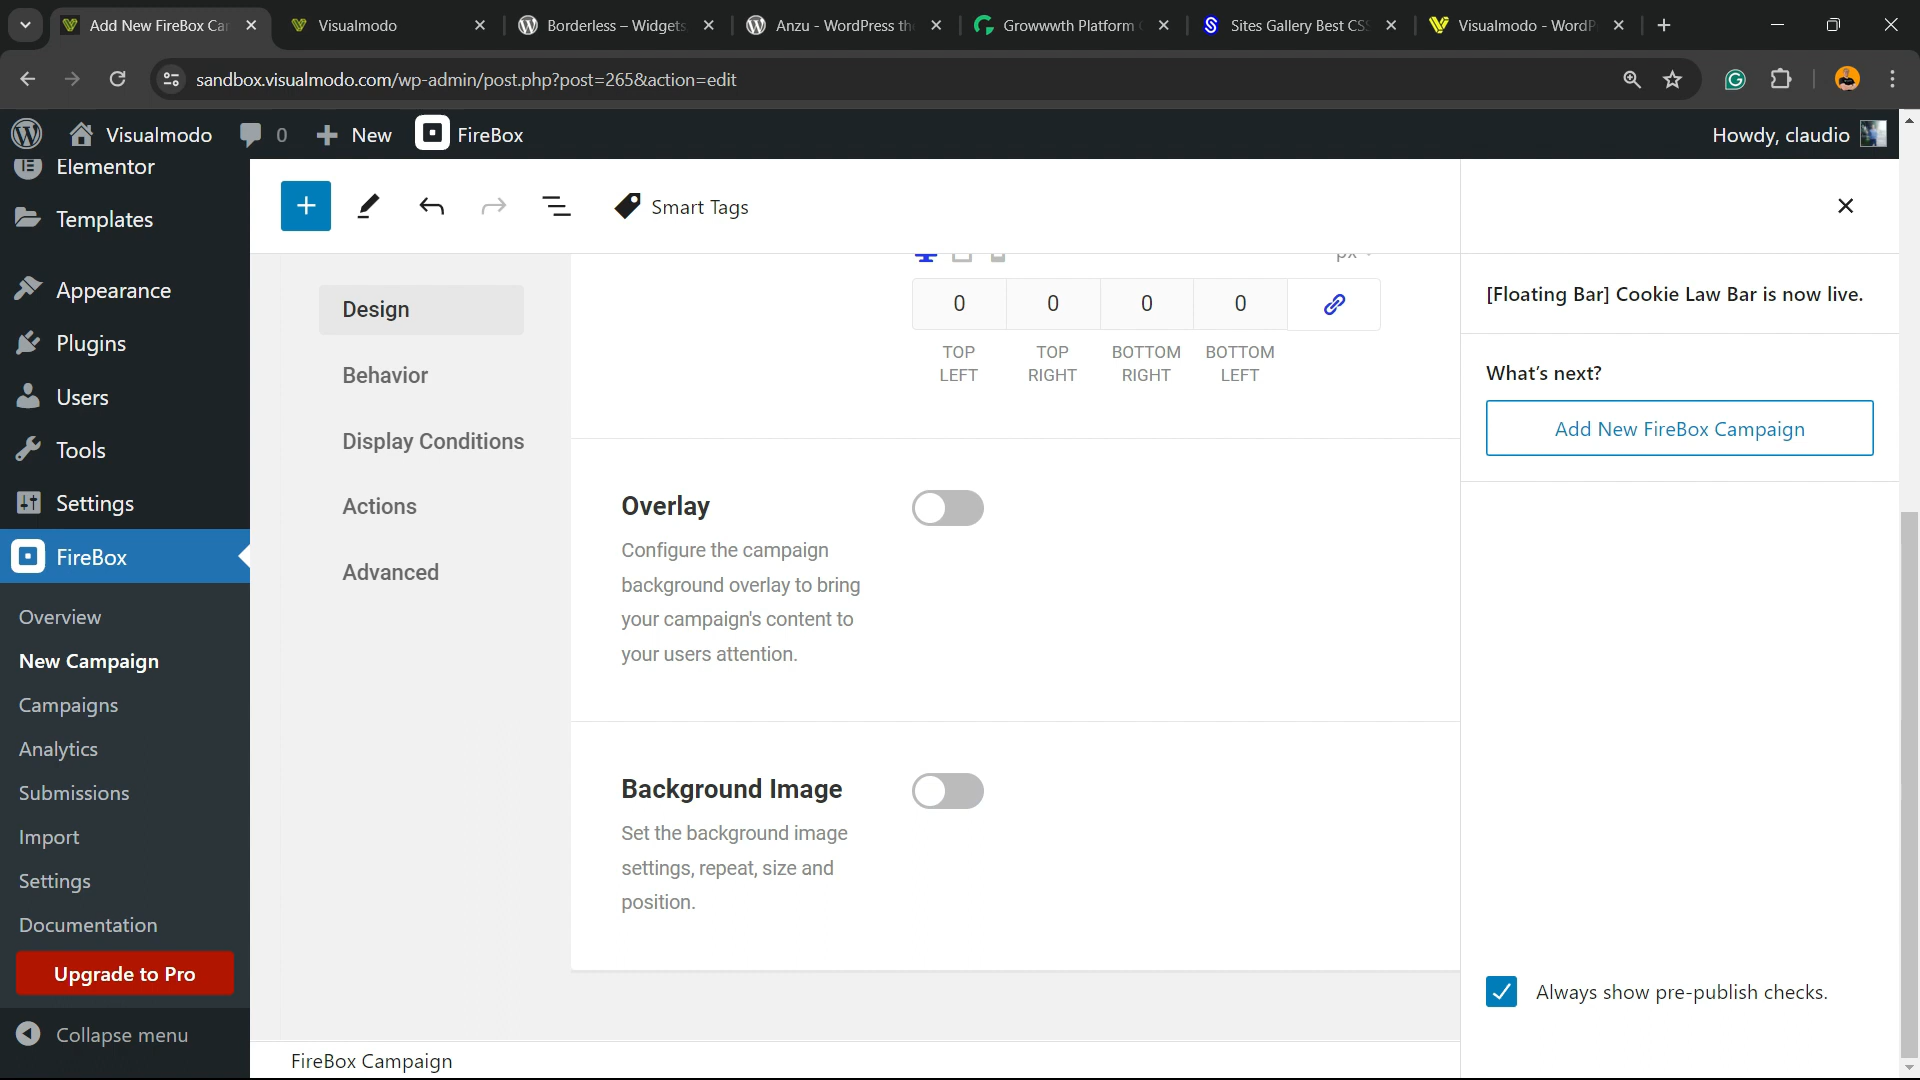 Add New FireBox Ca
Visualmodo
Borderless – Widgets
Anzu - WordPress th
Growwwth Platform
Sites Gallery Best CSS
Visualmodo - WordP
sandbox.visualmodo.com/wp-admin/post.php?post=265&action=edit
Visualmodo
0
New
FireBox
Howdy, claudio
Elementor
Templates
Appearance
Plugins
Users
Tools
Settings
FireBox
Overview
New Campaign
Campaigns
Analytics
Submissions
Import
Settings
Documentation
Upgrade to Pro
Collapse menu
Smart Tags
Design
Behavior
Display Conditions
Actions
Advanced
px
0 0 0 0
TOP LEFT
TOP RIGHT
BOTTOM RIGHT
BOTTOM LEFT
Overlay
Configure the campaign
background overlay to bring
your campaign's content to
your users attention.
Background Image
Set the background image
settings, repeat, size and
position.
FireBox Campaign
[Floating Bar] Cookie Law Bar is now live.
What's next?
Add New FireBox Campaign
Always show pre-publish checks.